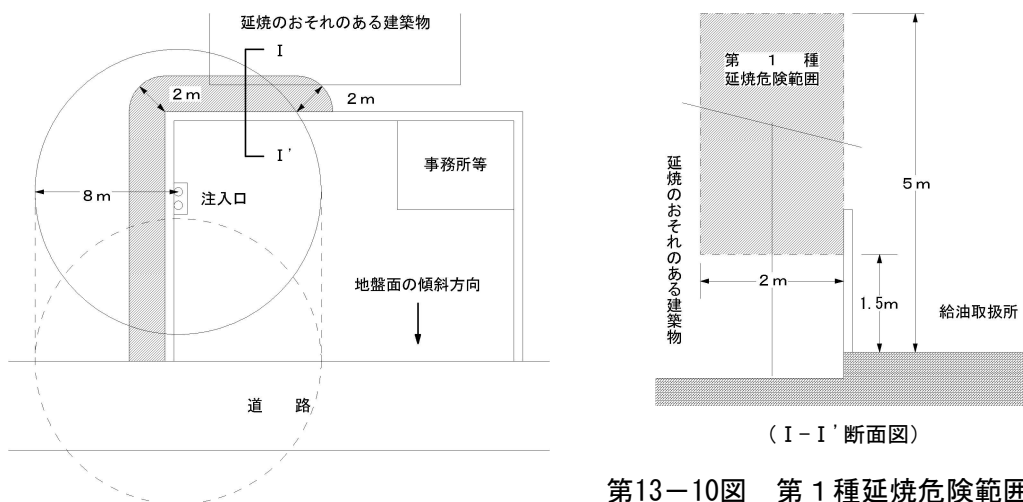 延焼のおそれのある建築物
I
2m
2m
I'
事務所等
8m
注入口
地盤面の傾斜方向
道　路
第　1　種
延焼危険範囲
延焼のおそれのある建築物
5m
2m
1.5m
給油取扱所
（I-I'断面図）
第13－10図　第１種延焼危険範囲